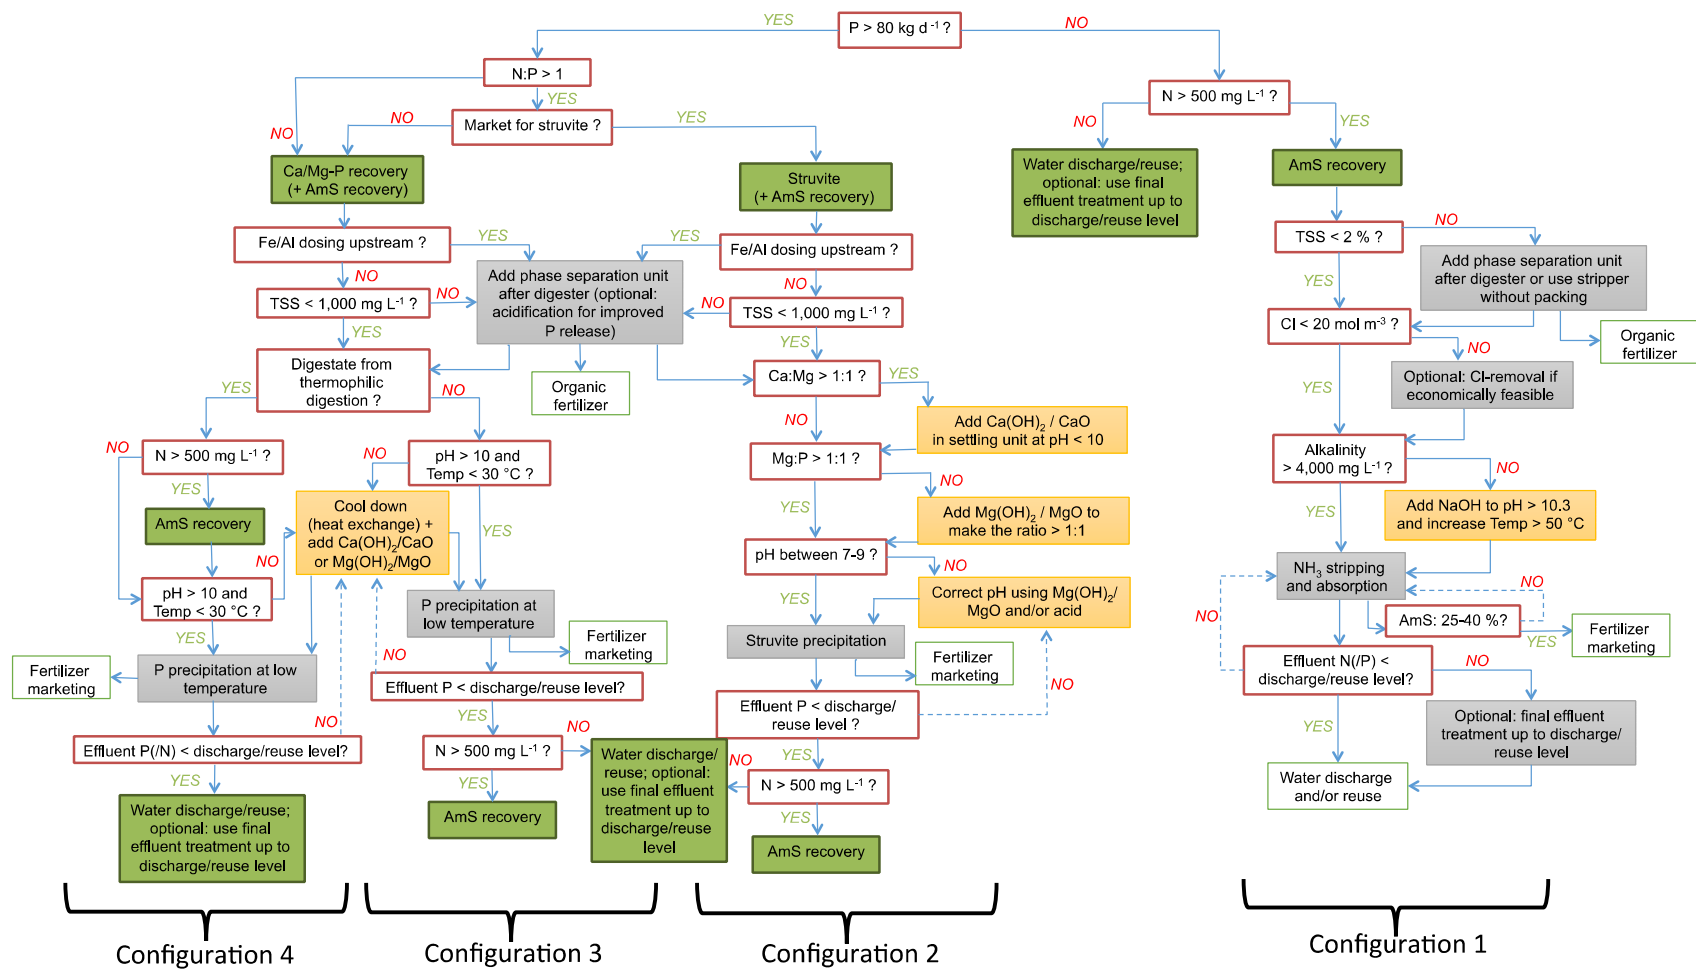 YES
P > 80 kg d⁻¹ ?
NO
N:P > 1
YES
NO
N > 500 mg L⁻¹ ?
NO
YES
NO
Market for struvite ?
YES
Ca/Mg-P recovery
(+ AmS recovery)
Struvite
(+ AmS recovery)
Water discharge/reuse;
optional: use final
effluent treatment up to
discharge/reuse level
AmS recovery
Fe/Al dosing upstream ?
YES
NO
YES
Fe/Al dosing upstream ?
NO
TSS < 2 % ?
NO
YES
Add phase separation unit
after digester (optional:
acidification for improved
P release)
Add phase separation unit
after digester or use stripper
without packing
TSS < 1,000 mg L⁻¹ ?
NO
YES
NO
TSS < 1,000 mg L⁻¹ ?
YES
Cl < 20 mol m⁻³ ?
NO
YES
Organic
fertilizer
Digestate from
thermophilic
digestion ?
YES
NO
Organic
fertilizer
Ca:Mg > 1:1 ?
YES
NO
Optional: Cl-removal if
economically feasible
Add Ca(OH)₂ / CaO
in settling unit at pH < 10
N > 500 mg L⁻¹ ?
NO
YES
pH > 10 and
Temp < 30 °C ?
NO
YES
Mg:P > 1:1 ?
NO
YES
Alkalinity
> 4,000 mg L⁻¹ ?
NO
YES
AmS recovery
NO
Cool down
(heat exchange) +
add Ca(OH)₂/CaO
or Mg(OH)₂/MgO
Add Mg(OH)₂ / MgO to
make the ratio > 1:1
Add NaOH to pH > 10.3
and increase Temp > 50 °C
pH between 7-9 ?
NO
YES
NH₃ stripping
and absorption
NO
NO
pH > 10 and
Temp < 30 °C ?
YES
P precipitation at
low temperature
Correct pH using Mg(OH)₂/
MgO and/or acid
AmS: 25-40 %?
YES
Fertilizer
marketing
Fertilizer
marketing
P precipitation at low
temperature
Fertilizer
marketing
NO
Struvite precipitation
Fertilizer
marketing
NO
Effluent N(/P) <
discharge/reuse level?
NO
YES
Effluent P < discharge/reuse level?
YES
NO
Effluent P < discharge/
reuse level ?
YES
NO
Optional: final effluent
treatment up to discharge/
reuse level
Effluent P(/N) < discharge/reuse level?
YES
N > 500 mg L⁻¹ ?
NO
YES
Water discharge/
reuse; optional:
use final effluent
treatment up to
discharge/reuse
level
N > 500 mg L⁻¹ ?
YES
Water discharge
and/or reuse
Water discharge/reuse;
optional: use final
effluent treatment up to
discharge/reuse level
AmS recovery
AmS recovery
Configuration 4
Configuration 3
Configuration 2
Configuration 1